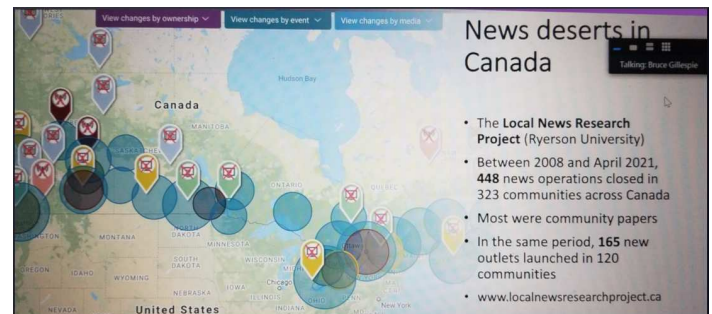 View changes by ownership
View changes by event
View changes by media
News deserts in
Canada
Talking: Bruce Gillespie
• The Local News Research
Project (Ryerson University)
• Between 2008 and April 2021,
448 news operations closed in
323 communities across Canada
• Most were community papers
• In the same period, 165 new
outlets launched in 120
communities
• www.localnewsresearchproject.ca
Hudson Bay
Canada
MANITOBA
ONTARIO
QUEBEC
Ottawa
MONTANA
NORTH
DAKOTA
MINNESOTA
SOUTH
DAKOTA
WISCONSIN
OREGON
IDAHO
WYOMING
IOWA
Chicago
NEBRASKA
ILLINOIS
INDIANA
OHIO
New York
NEVADA
United States